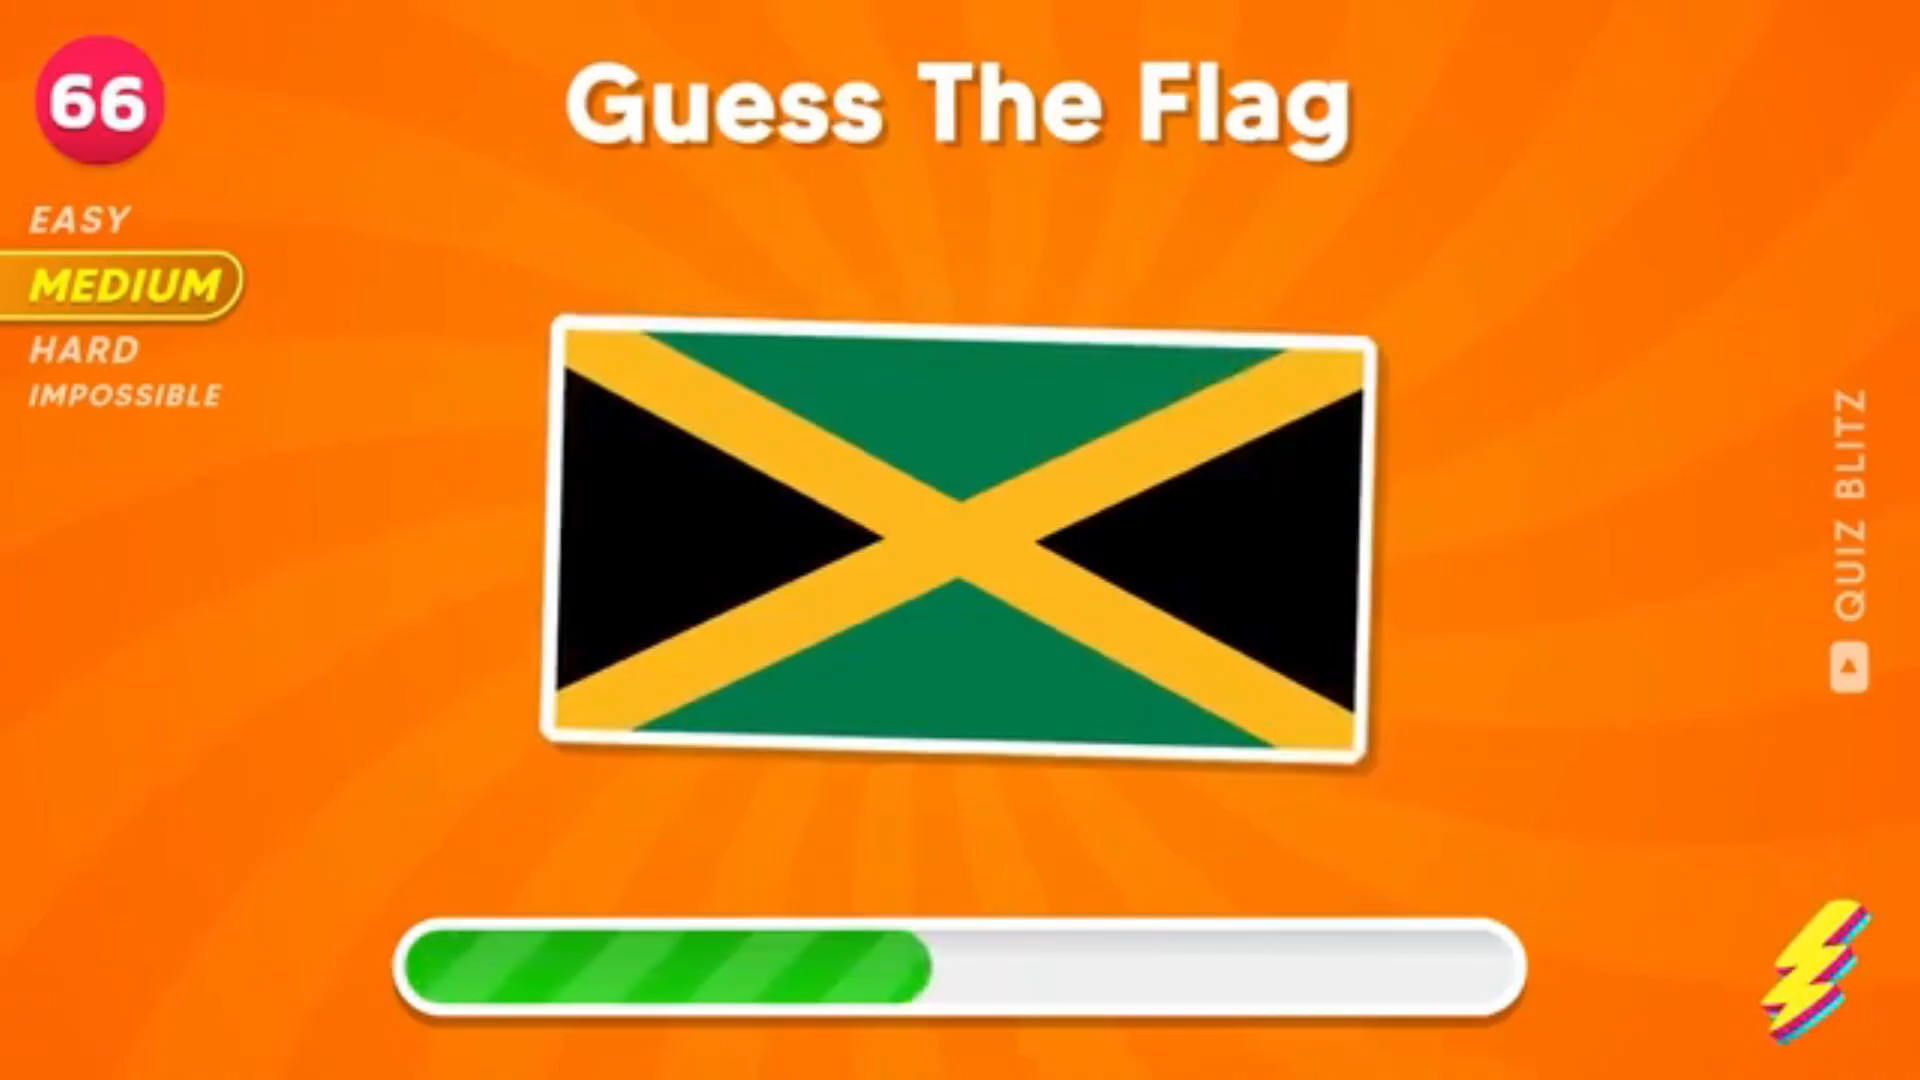 66
Guess The Flag
EASY
MEDIUM
HARD
IMPOSSIBLE
QUIZ BLITZ